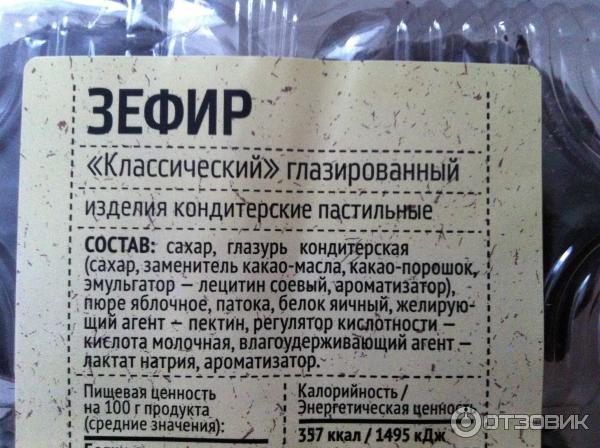 ЗЕФИР
«Классический» глазированный
изделия кондитерские пастильные
СОСТАВ: сахар, глазурь кондитерская
(сахар, заменитель какао-масла, какао-порошок,
эмульгатор — лецитин соевый, ароматизатор),
пюре яблочное, патока, белок яичный, желирую-
щий агент — пектин, регулятор кислотности —
кислота молочная, влагоудерживающий агент —
лактат натрия, ароматизатор.
Пищевая ценность
на 100 г продукта
(средние значения):
Калорийность /
Энергетическая ценность
357 ккал / 1495 кДж
ОТЗОВИК